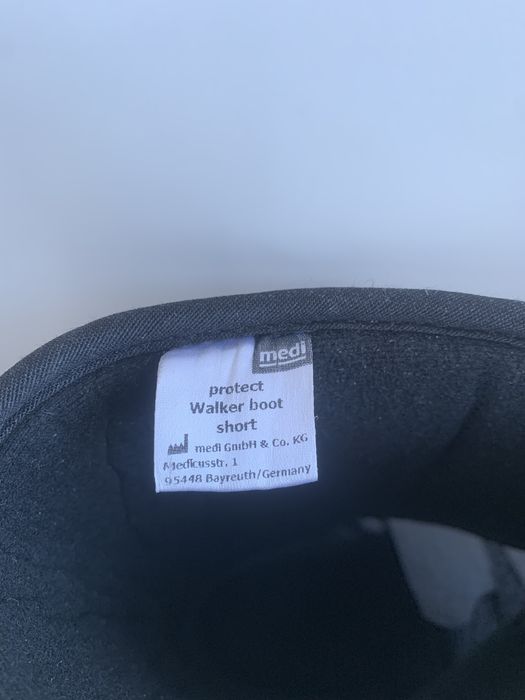 medi
protect
Walker boot
short
medi GmbH & Co. KG
Medicusstr. 1
95448 Bayreuth/Germany